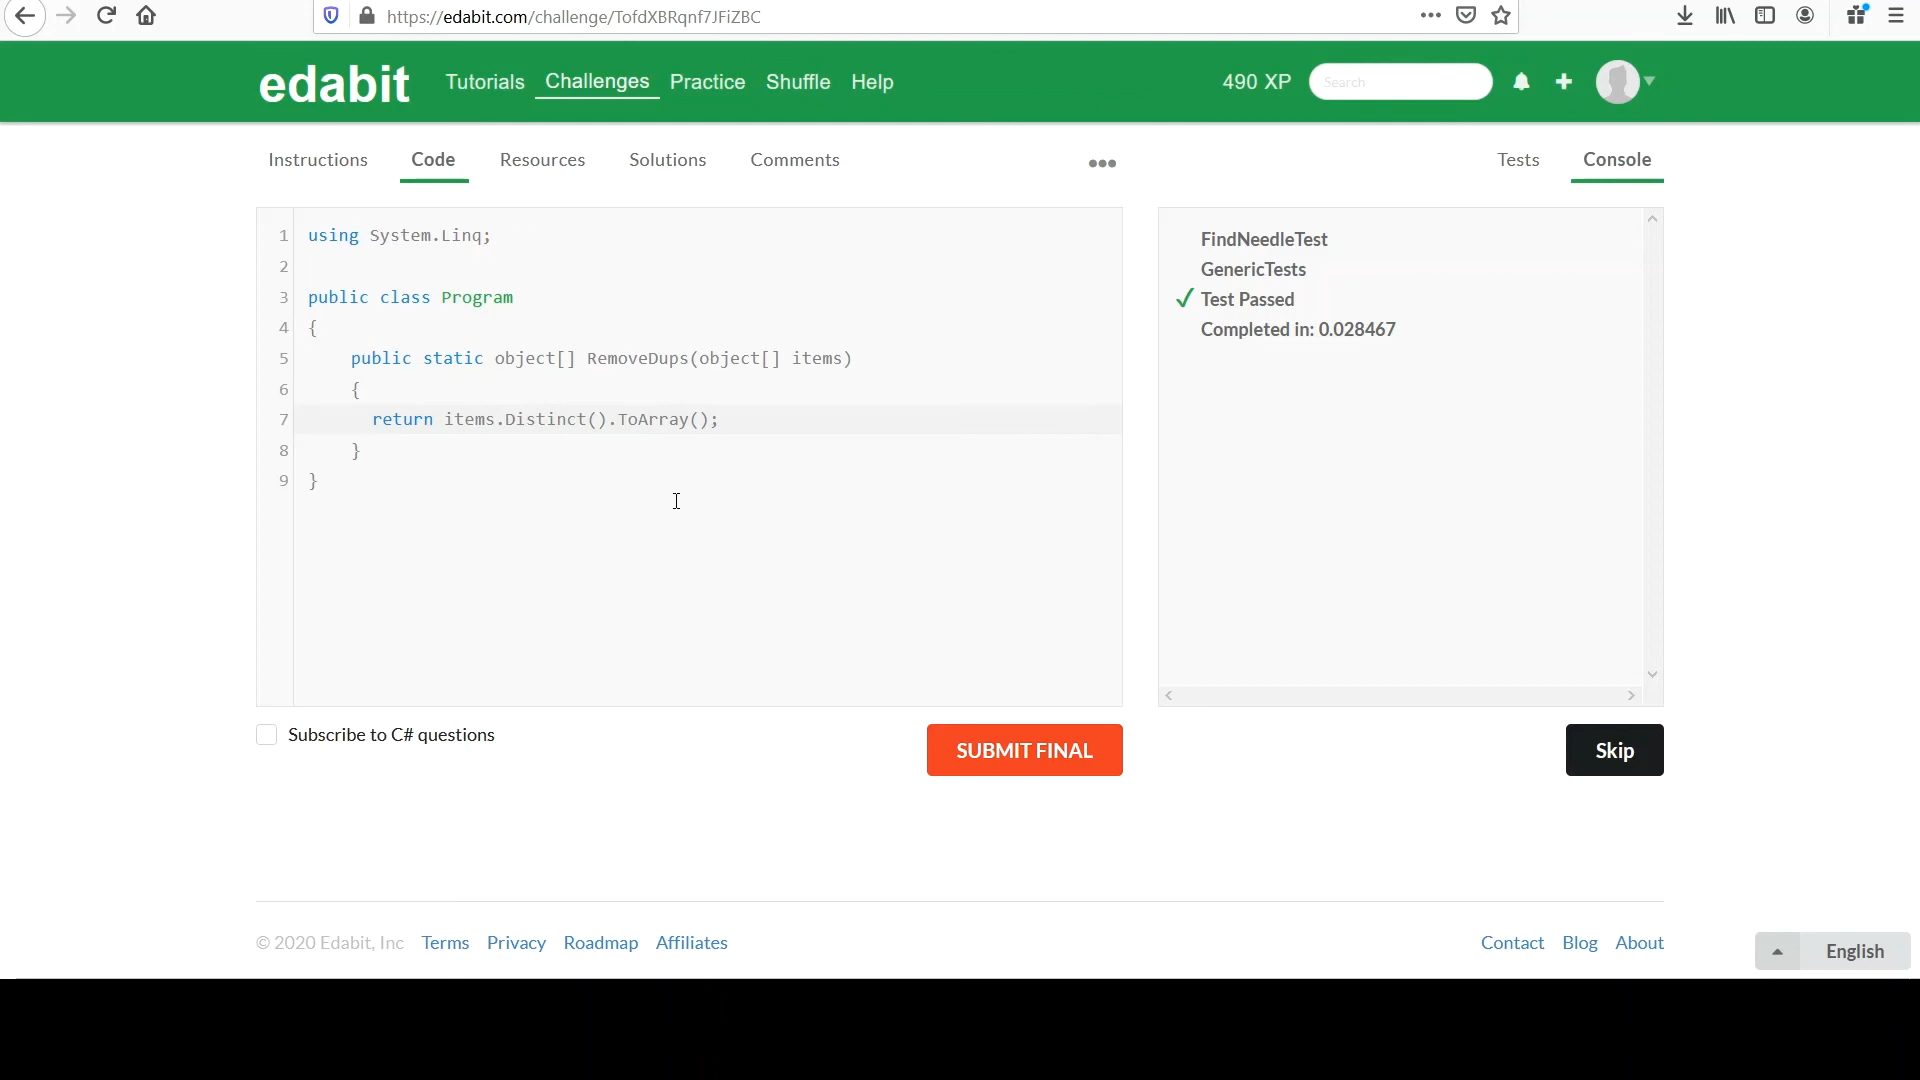 https://edabit.com/challenge/TofdXBRqnf7JFiZBC
edabit Tutorials Challenges Practice Shuffle Help 490 XP Search
Instructions Code Resources Solutions Comments Tests Console
1 using System.Linq;
2
3 public class Program
4 {
5 public static object[] RemoveDups(object[] items)
6 {
7 return items.Distinct().ToArray();
8 }
9 }
FindNeedleTest
GenericTests
✓ Test Passed
Completed in: 0.028467
Subscribe to C# questions
SUBMIT FINAL
Skip
© 2020 Edabit, Inc Terms Privacy Roadmap Affiliates Contact Blog About
English